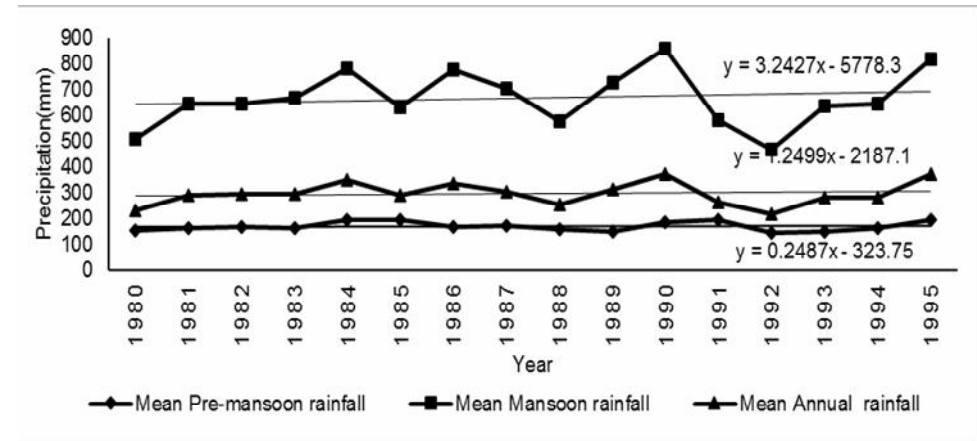 900
800
700
600
500
400
300
200
100
0
Precipitation(mm)
y = 3.2427x - 5778.3
y = 1.2499x - 2187.1
y = 0.2487x - 323.75
1980 1981 1982 1983 1984 1985 1986 1987 1988 1989 1990 1991 1992 1993 1994 1995
Year
Mean Pre-mansoon rainfall Mean Mansoon rainfall Mean Annual rainfall